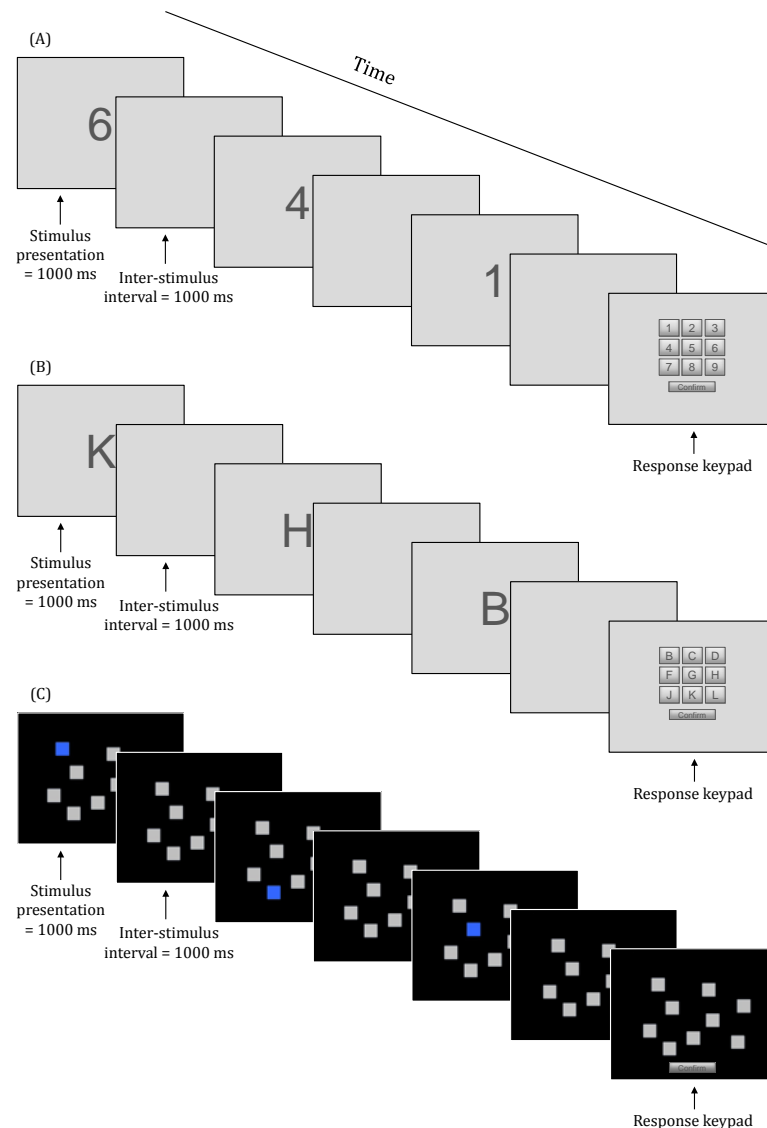 (A)
Time
6
4
1
Stimulus
presentation
= 1000 ms
Inter-stimulus
interval = 1000 ms
1 2 3
4 5 6
7 8 9
Confirm
Response keypad
(B)
K
H
B
Stimulus
presentation
= 1000 ms
Inter-stimulus
interval = 1000 ms
B C D
F G H
J K L
Confirm
Response keypad
(C)
Stimulus
presentation
= 1000 ms
Inter-stimulus
interval = 1000 ms
Confirm
Response keypad